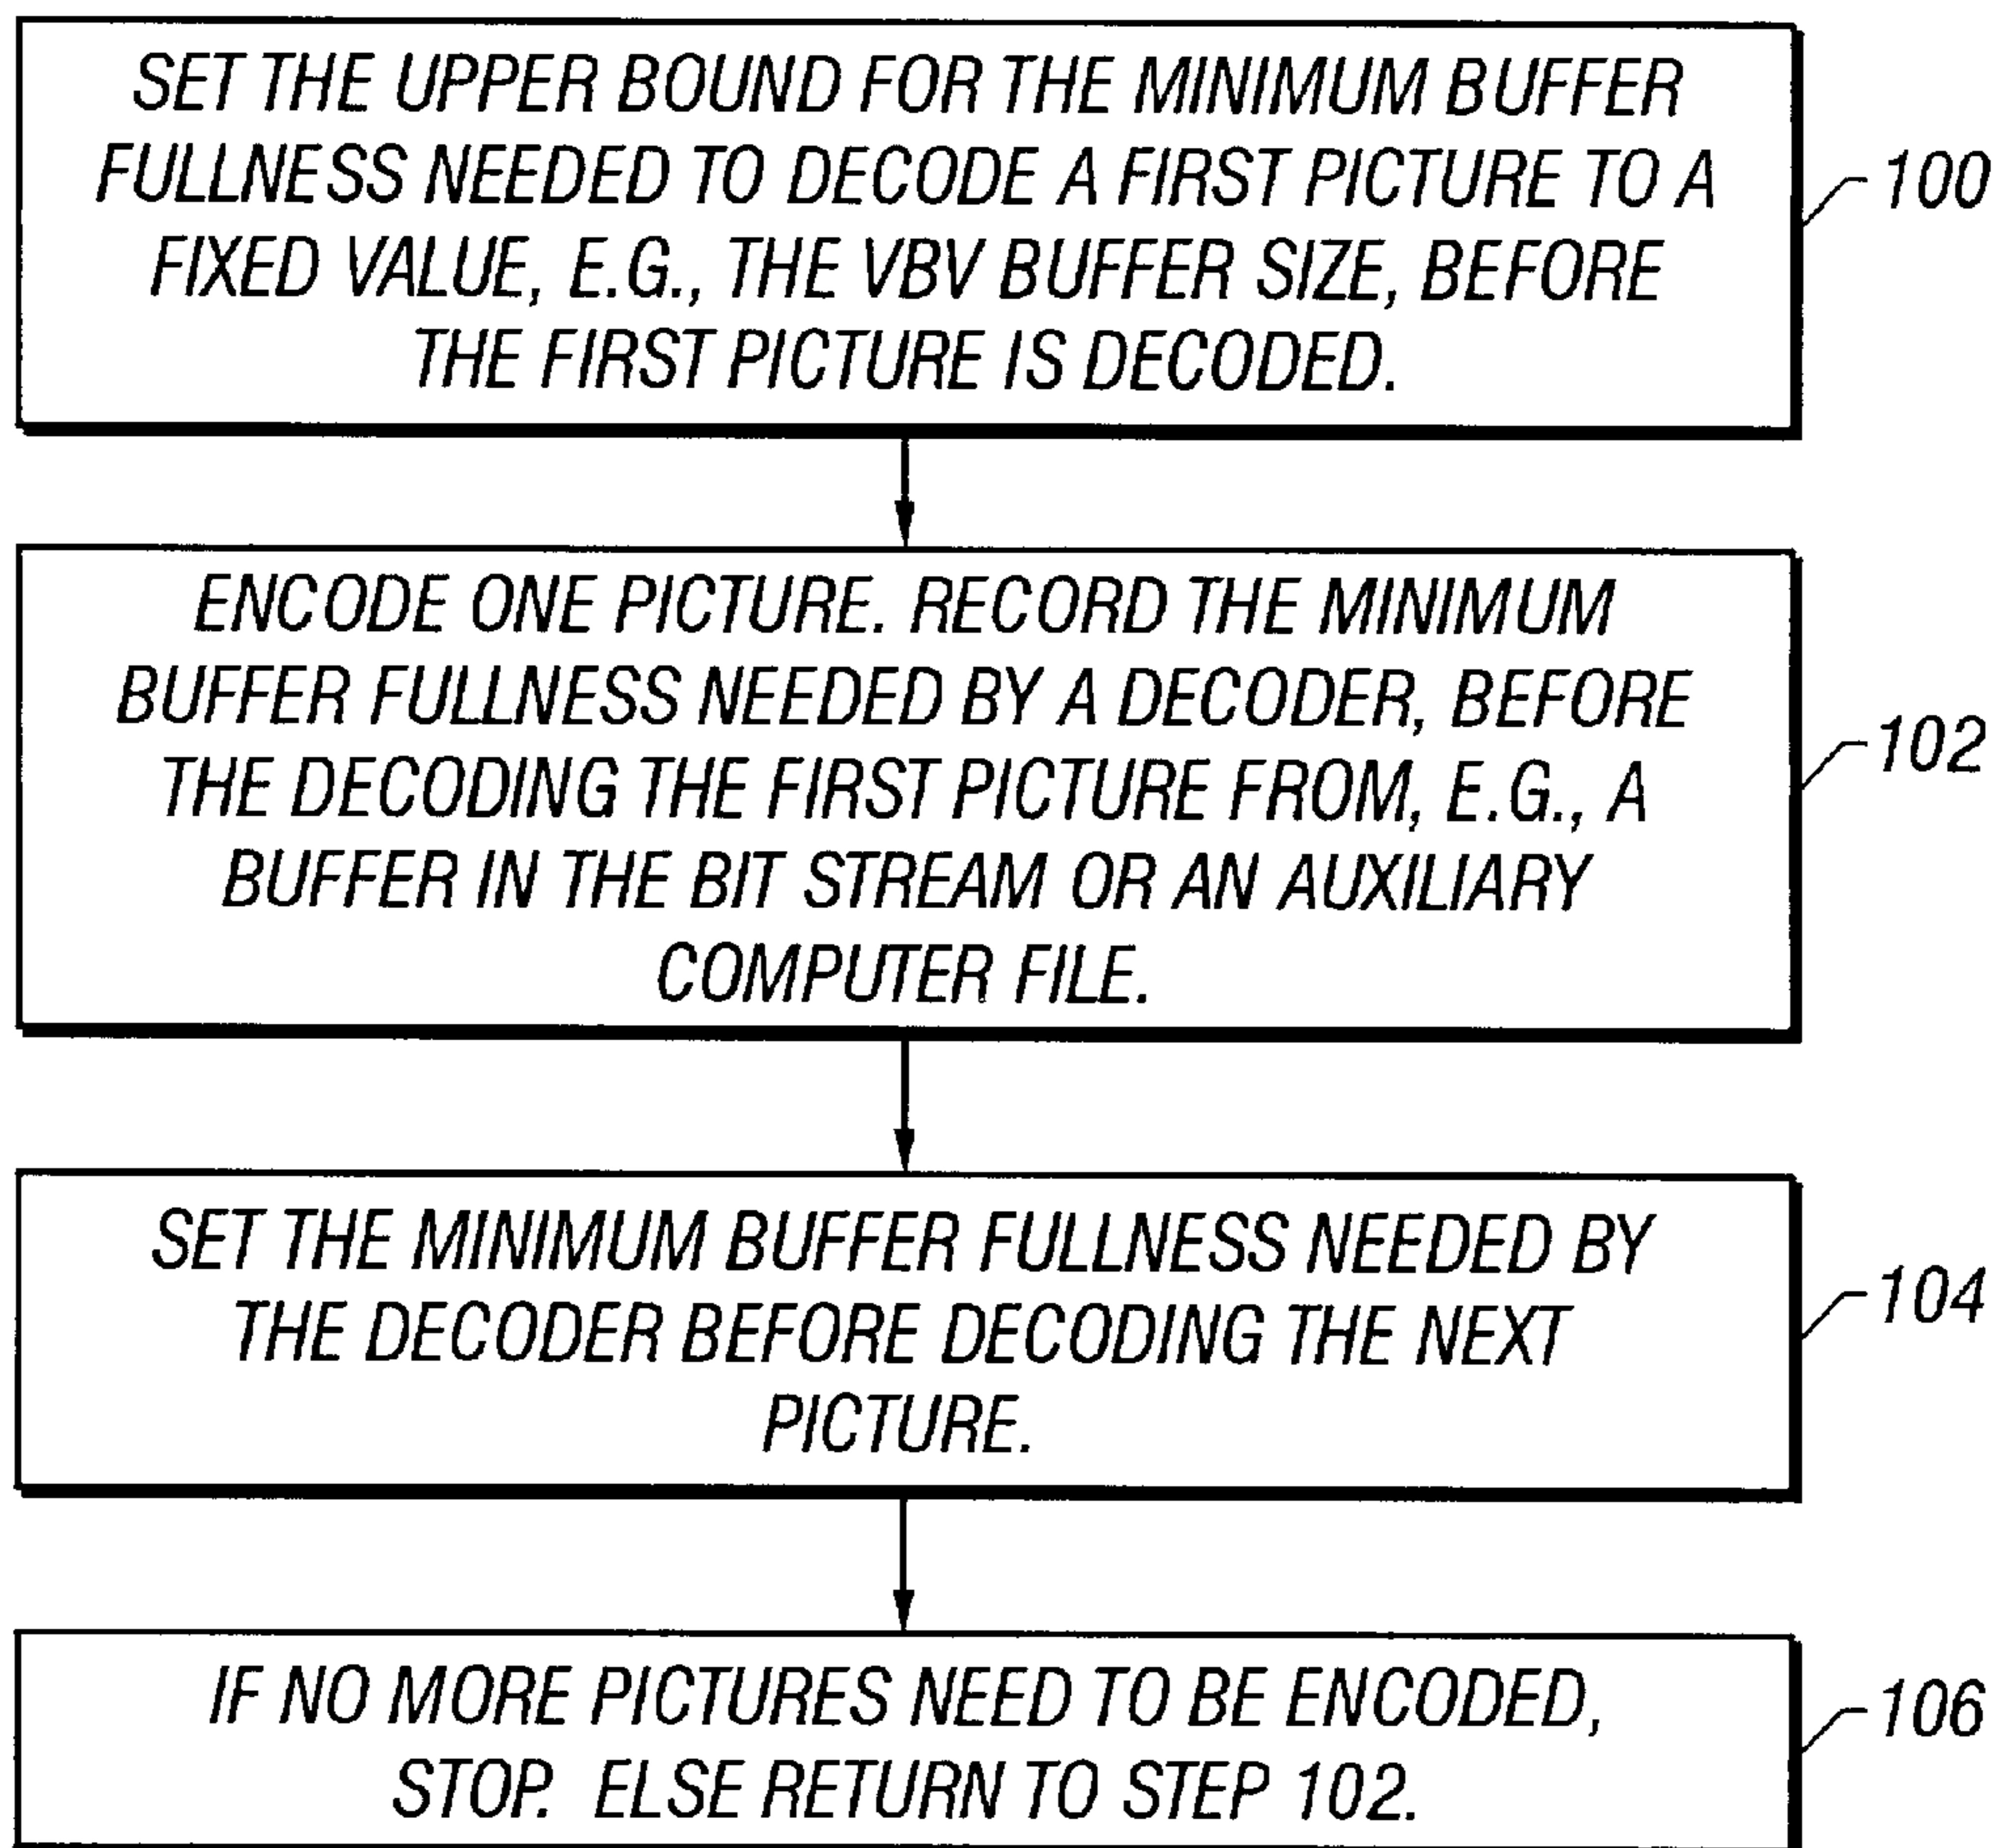 SET THE UPPER BOUND FOR THE MINIMUM BUFFER
FULLNESS NEEDED TO DECODE A FIRST PICTURE TO A
FIXED VALUE, E.G., THE VBV BUFFER SIZE, BEFORE
THE FIRST PICTURE IS DECODED.
100
ENCODE ONE PICTURE. RECORD THE MINIMUM
BUFFER FULLNESS NEEDED BY A DECODER, BEFORE
THE DECODING THE FIRST PICTURE FROM, E.G., A
BUFFER IN THE BIT STREAM OR AN AUXILIARY
COMPUTER FILE.
102
SET THE MINIMUM BUFFER FULLNESS NEEDED BY
THE DECODER BEFORE DECODING THE NEXT
PICTURE.
104
IF NO MORE PICTURES NEED TO BE ENCODED,
STOP. ELSE RETURN TO STEP 102.
106